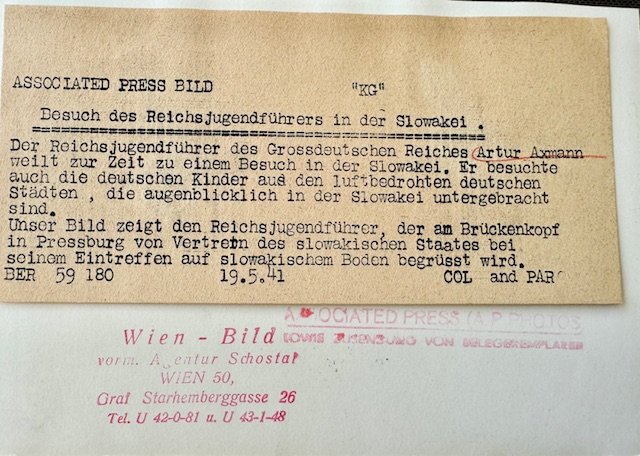 ASSOCIATED PRESS BILD "KG"
Besuch des Reichsjugendführers in der Slowakei .
Der Reichsjugendführer des Grossdeutschen Reiches Artur Axmann
weilt zur Zeit zu einem Besuch in der Slowakei. Er besuchte
auch die deutschen Kinder aus den luftbedrohten deutschen
Städten , die augenblicklich in der Slowakei untergebracht
sind.
Unser Bild zeigt den Reichsjugendführer, der am Brückenkopf
in Pressburg von Vertretn des slowakischen Staates bei
seinem Eintreffen auf slowakischem Boden begrüsst wird.
BER 59 180 19.5.41 COL and PAR
ASSOCIATED PRESS (A.P. PHOTOS)
SOWIE ZUSENDUNG VON BELEGEXEMPLAREN
Wien - Bild
vorm. Agentur Schostal
WIEN 50,
Graf Starhemberggasse 26
Tel. U 42-0-81 u. U 43-1-48